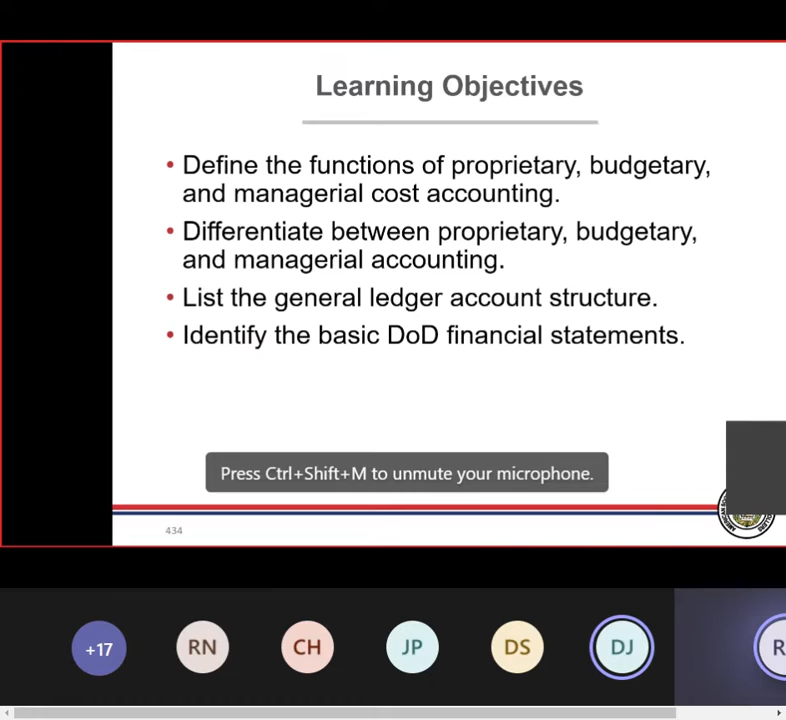 Learning Objectives
• Define the functions of proprietary, budgetary,
and managerial cost accounting.
• Differentiate between proprietary, budgetary,
and managerial accounting.
• List the general ledger account structure.
• Identify the basic DoD financial statements.
Press Ctrl+Shift+M to unmute your microphone.
434
+17
RN
CH
JP
DS
DJ